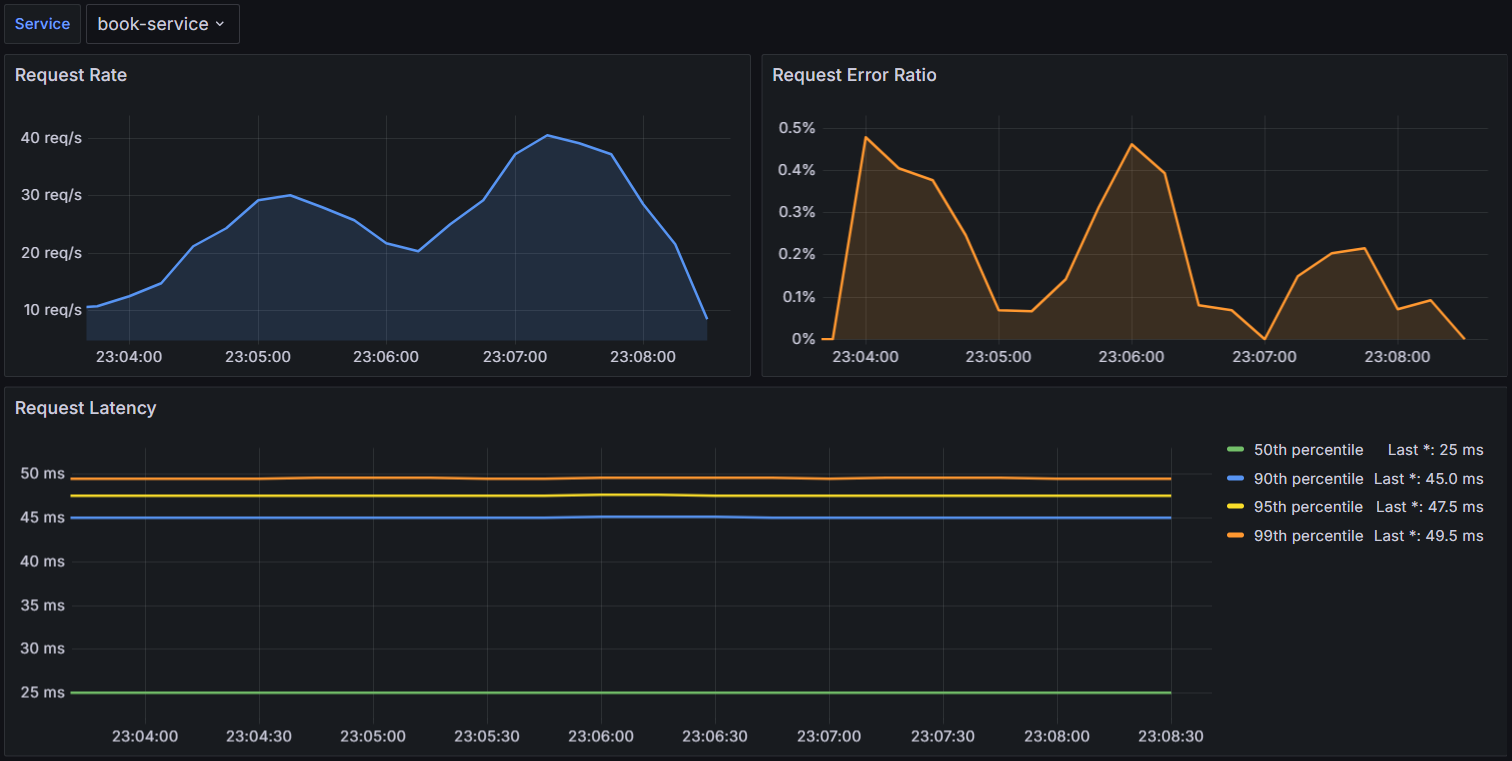 Service book-service
Request Rate
40 req/s
30 req/s
20 req/s
10 req/s
23:04:00 23:05:00 23:06:00 23:07:00 23:08:00
Request Error Ratio
0.5%
0.4%
0.3%
0.2%
0.1%
0%
23:04:00 23:05:00 23:06:00 23:07:00 23:08:00
Request Latency
50 ms
45 ms
40 ms
35 ms
30 ms
25 ms
23:04:00 23:04:30 23:05:00 23:05:30 23:06:00 23:06:30 23:07:00 23:07:30 23:08:00 23:08:30
50th percentile Last *: 25 ms
90th percentile Last *: 45.0 ms
95th percentile Last *: 47.5 ms
99th percentile Last *: 49.5 ms